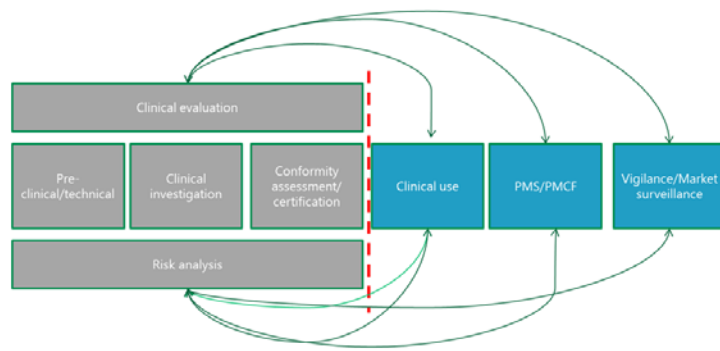 Clinical evaluation
Pre-
clinical/technical
Clinical
investigation
Conformity
assessment/
certification
Clinical use
PMS/PMCF
Vigilance/Market
surveillance
Risk analysis